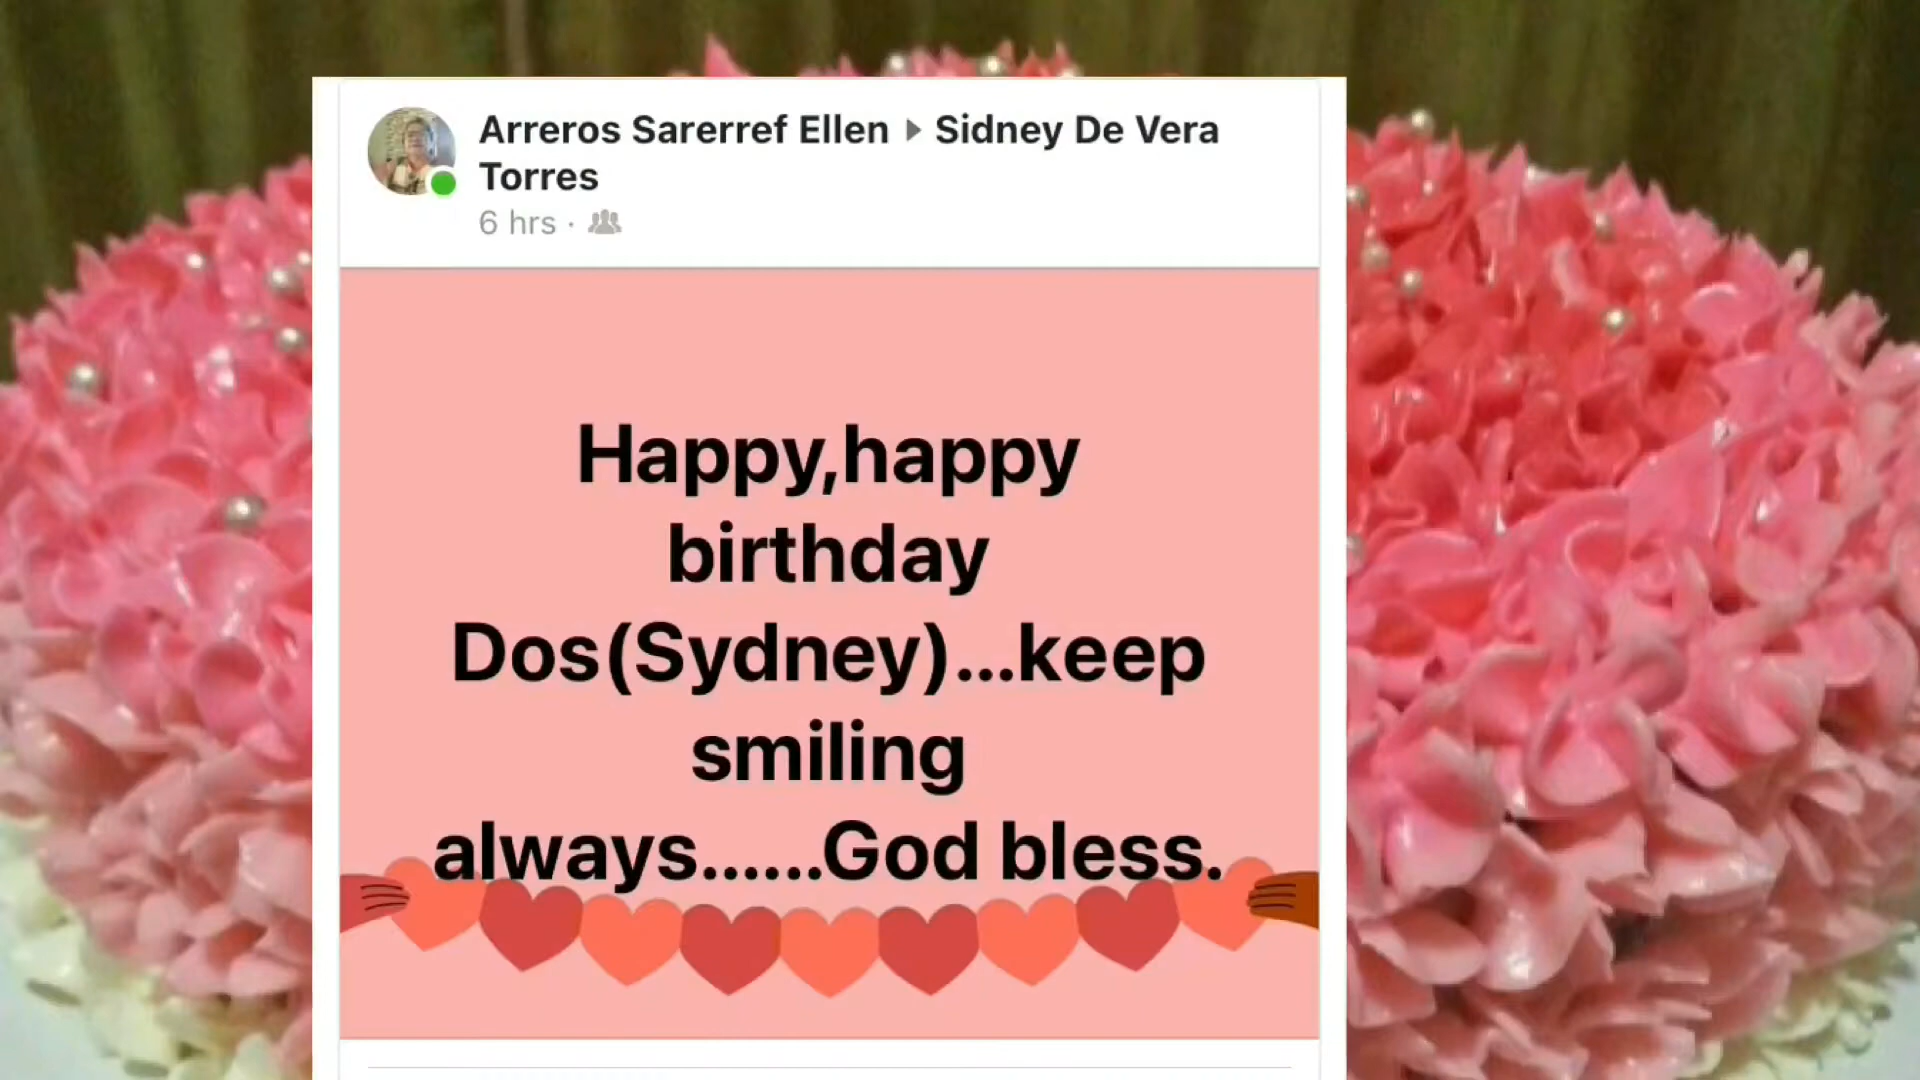 Arreros Sarerref Ellen ▸ Sidney De Vera
Torres
6 hrs ·
Happy,happy
birthday
Dos(Sydney)...keep
smiling
always......God bless.